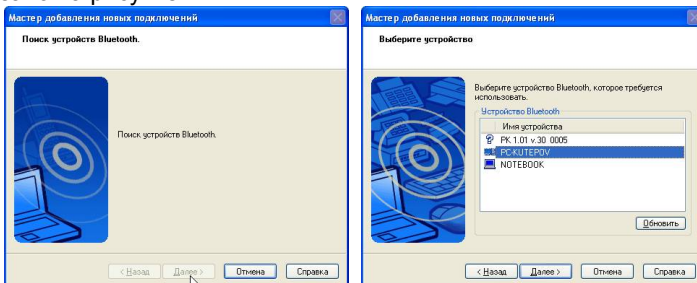 Мастер добавления новых подключений
Поиск устройств Bluetooth.
Поиск устройств Bluetooth.
< Назад
Далее >
Отмена
Справка
Мастер добавления новых подключений
Выберите устройство
Выберите устройство Bluetooth, которое требуется
использовать.
Устройство Bluetooth
Имя устройства
РК 1.01 v.30 0005
PC-KUTEPOV
NOTEBOOK
Обновить
< Назад
Далее >
Отмена
Справка